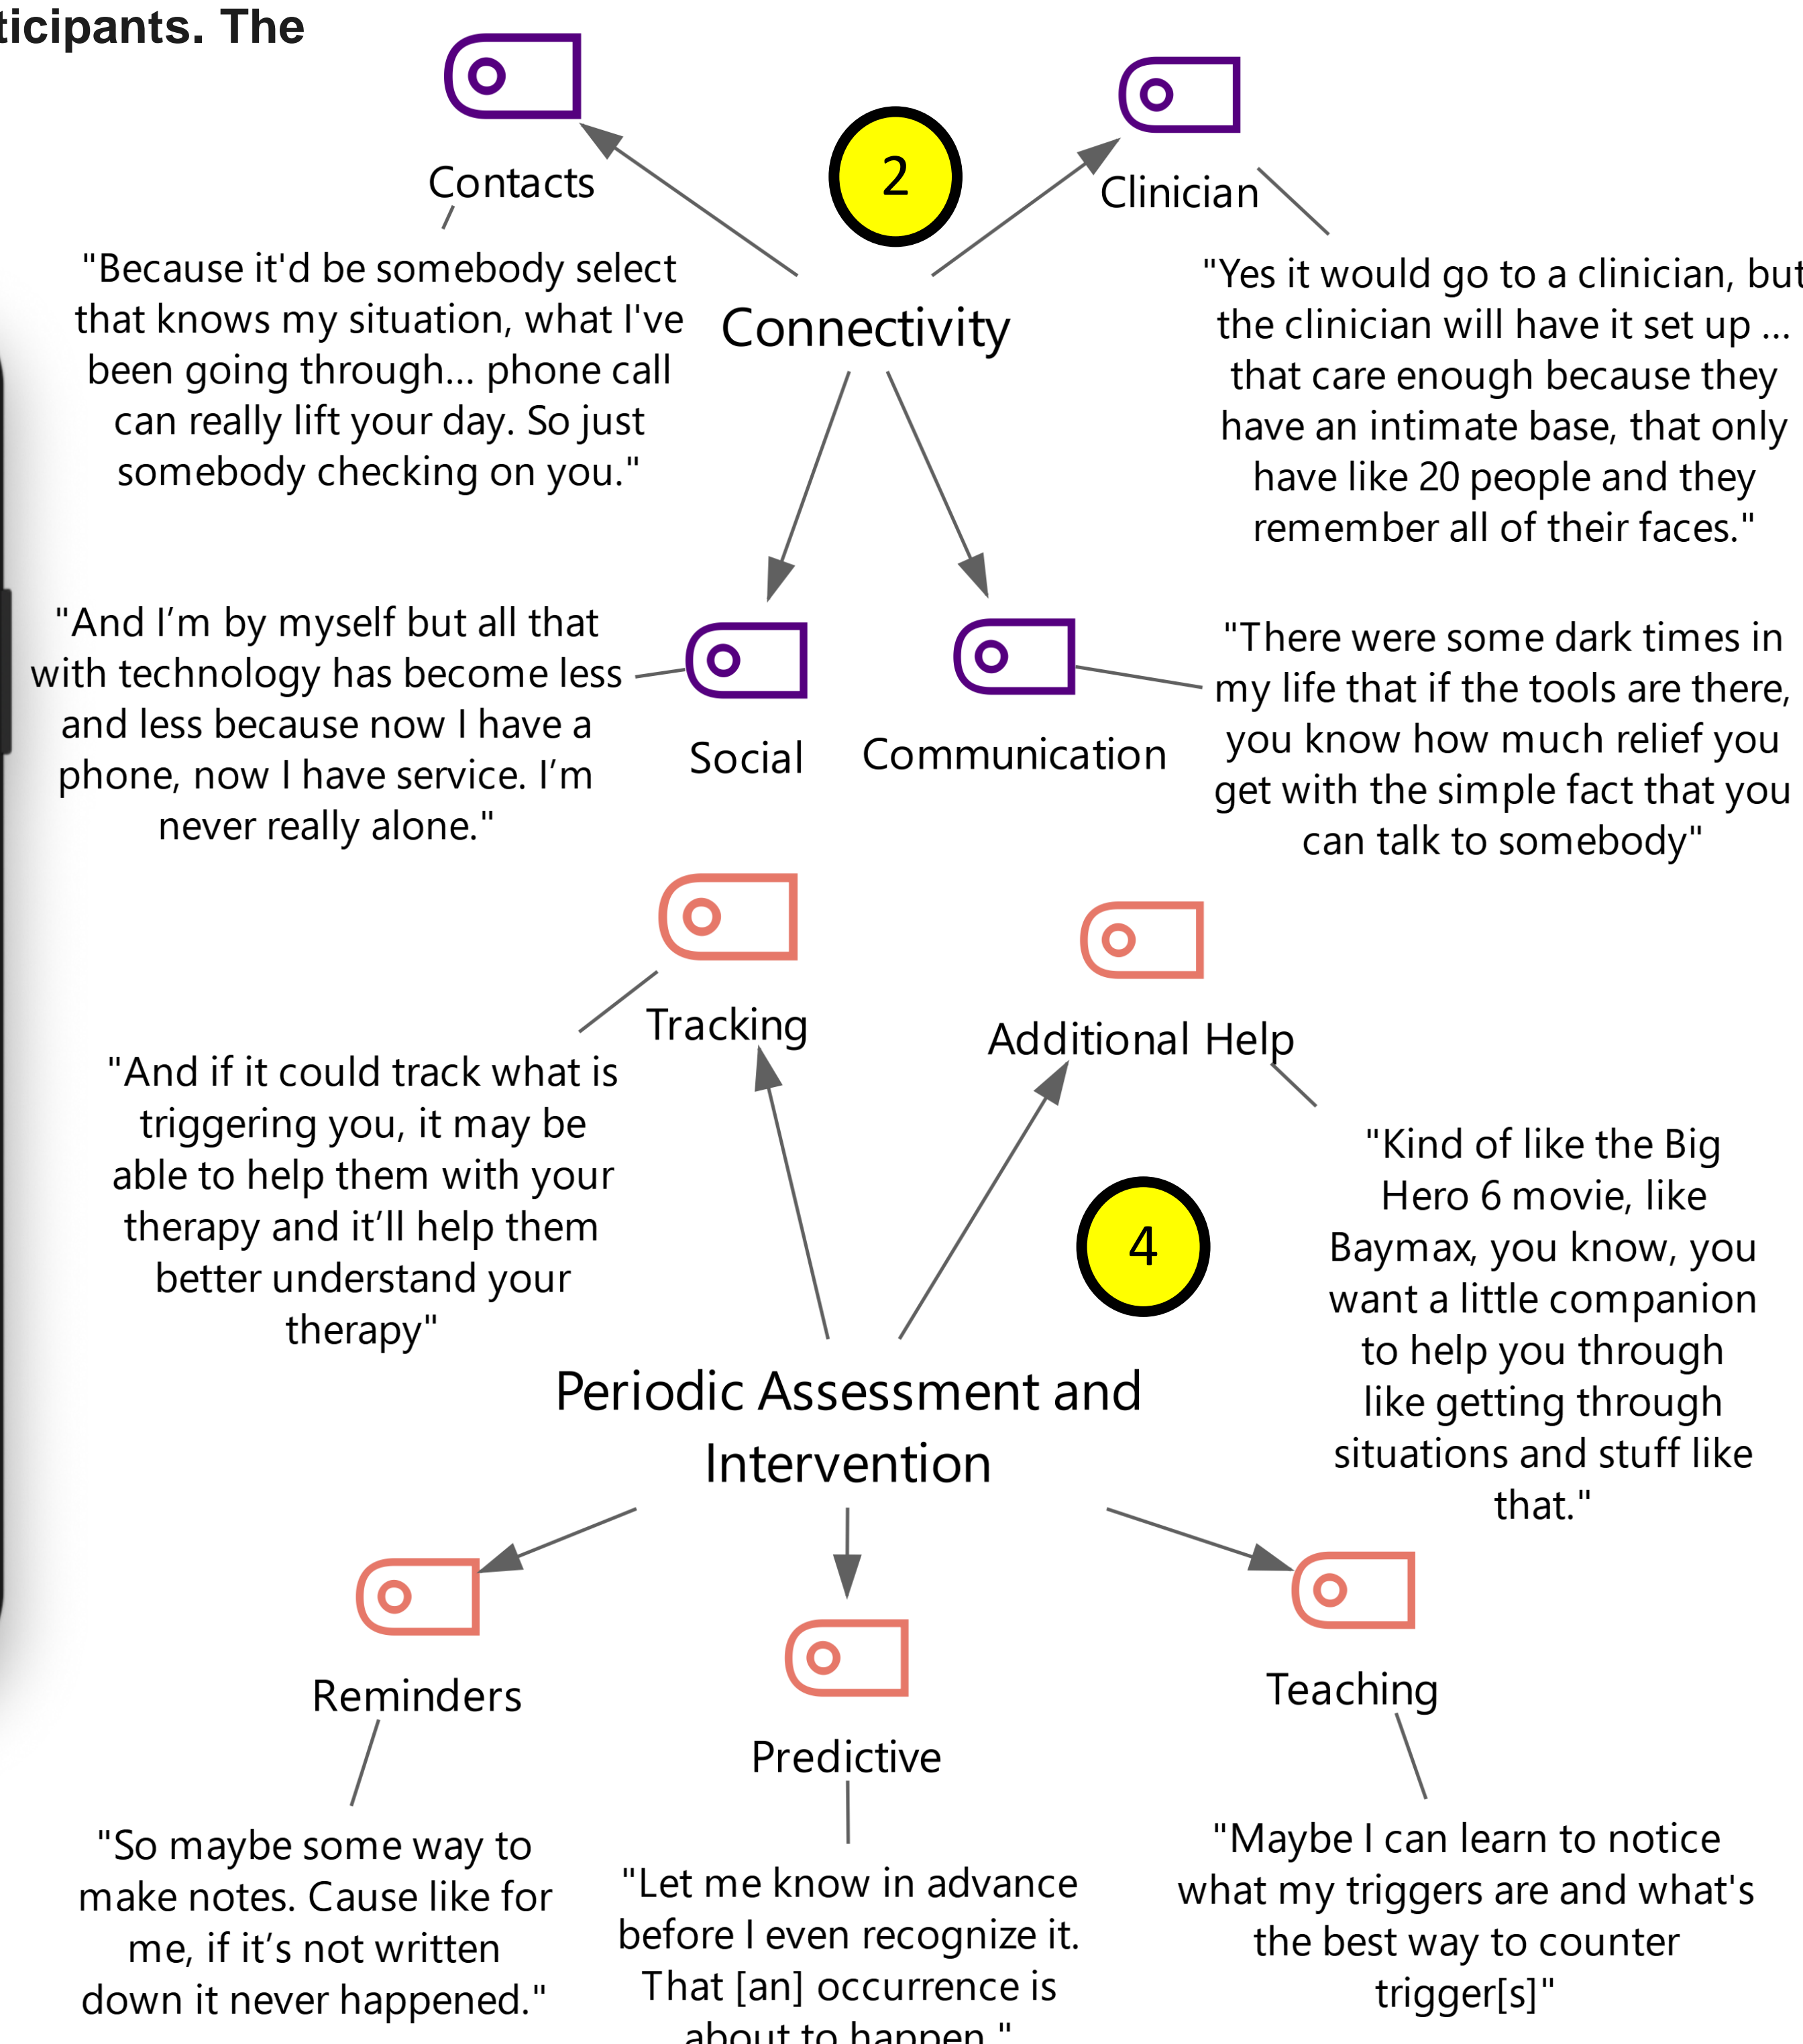 ticipants. The
Contacts
2
Clinician
"Because it'd be somebody select
that knows my situation, what I've
been going through... phone call
can really lift your day. So just
somebody checking on you."
Connectivity
"Yes it would go to a clinician, but
the clinician will have it set up ...
that care enough because they
have an intimate base, that only
have like 20 people and they
remember all of their faces."
"And I’m by myself but all that
with technology has become less
and less because now I have a
phone, now I have service. I’m
never really alone."
Social
Communication
"There were some dark times in
my life that if the tools are there,
you know how much relief you
get with the simple fact that you
can talk to somebody"
Tracking
Additional Help
"And if it could track what is
triggering you, it may be
able to help them with your
therapy and it’ll help them
better understand your
therapy"
4
"Kind of like the Big
Hero 6 movie, like
Baymax, you know, you
want a little companion
to help you through
like getting through
situations and stuff like
that."
Periodic Assessment and
Intervention
Reminders
Predictive
Teaching
"So maybe some way to
make notes. Cause like for
me, if it’s not written
down it never happened."
"Let me know in advance
before I even recognize it.
That [an] occurrence is
about to happen."
"Maybe I can learn to notice
what my triggers are and what's
the best way to counter
trigger[s]"